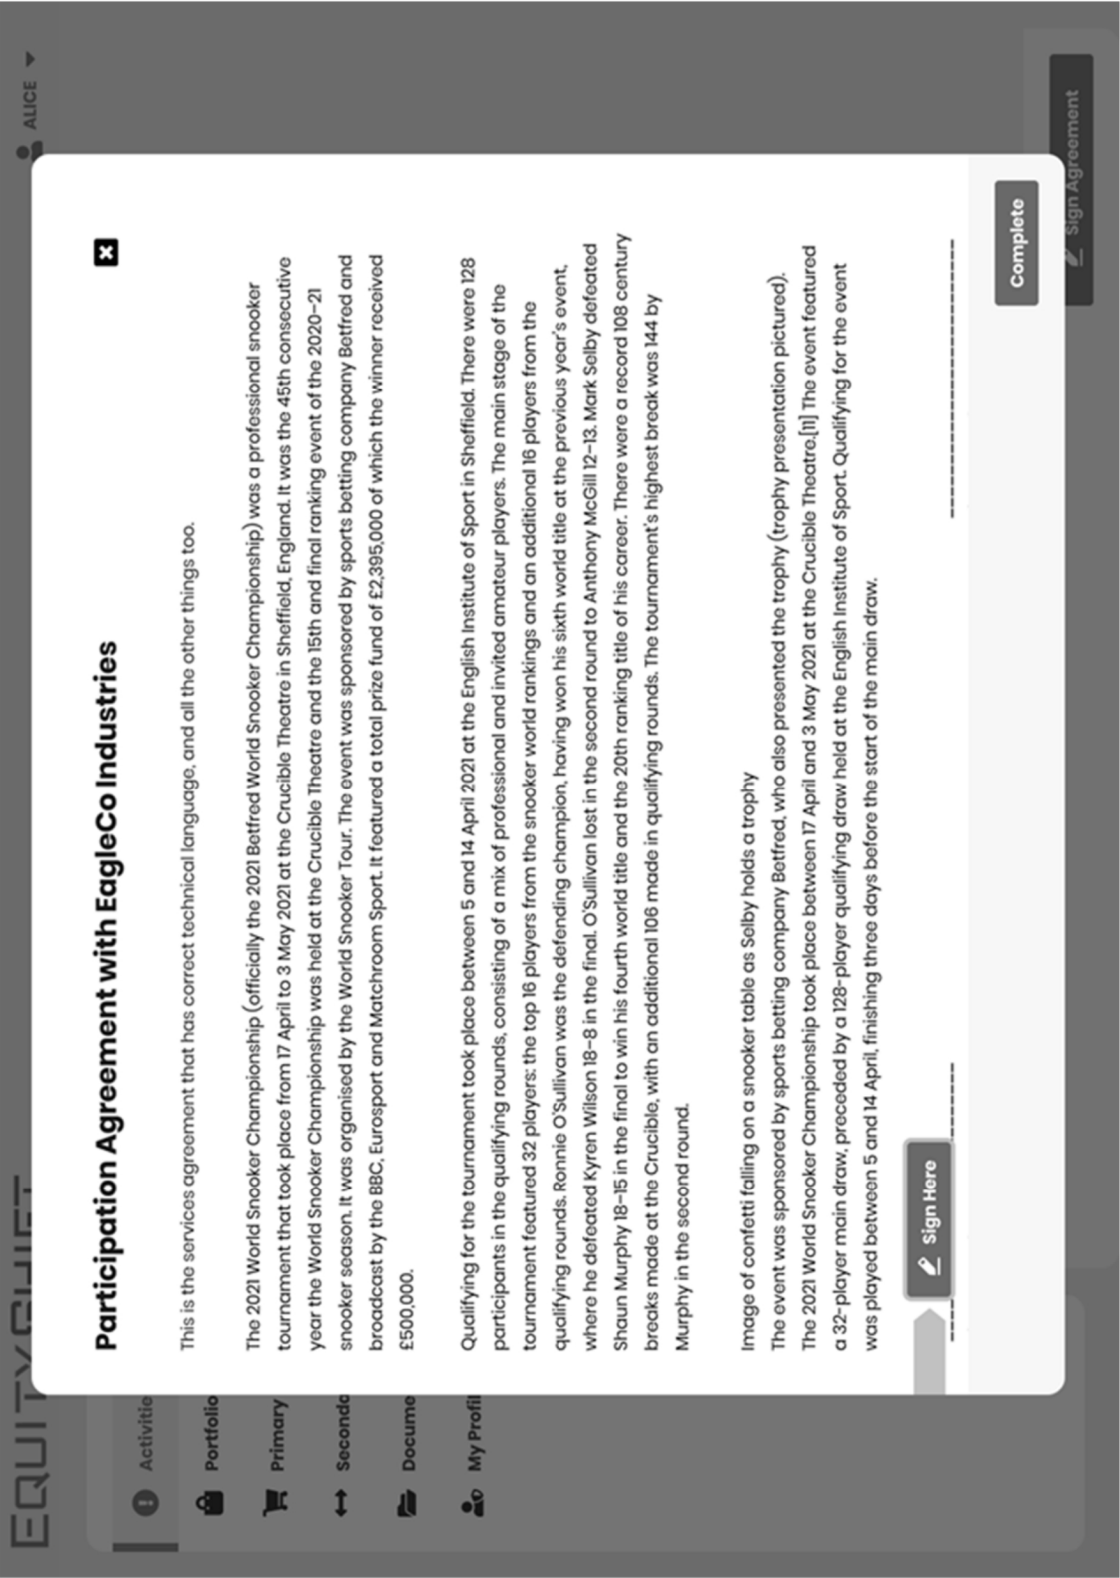 ALICE
Participation Agreement with EagleCo Industries
This is the services agreement that has correct technical language, and all the other things too.
The 2021 World Snooker Championship (officially the 2021 Betfred World Snooker Championship) was a professional snooker
tournament that took place from 17 April to 3 May 2021 at the Crucible Theatre in Sheffield, England. It was the 45th consecutive
year the World Snooker Championship was held at the Crucible Theatre and the 15th and final ranking event of the 2020–21
snooker season. It was organised by the World Snooker Tour. The event was sponsored by sports betting company Betfred and
broadcast by the BBC, Eurosport and Matchroom Sport. It featured a total prize fund of £2,395,000 of which the winner received
£500,000.
Qualifying for the tournament took place between 5 and 14 April 2021 at the English Institute of Sport in Sheffield. There were 128
participants in the qualifying rounds, consisting of a mix of professional and invited amateur players. The main stage of the
tournament featured 32 players: the top 16 players from the snooker world rankings and an additional 16 players from the
qualifying rounds. Ronnie O'Sullivan was the defending champion, having won his sixth world title at the previous year's event,
where he defeated Kyren Wilson 18–8 in the final. O'Sullivan lost in the second round to Anthony McGill 12–13. Mark Selby defeated
Shaun Murphy 18–15 in the final to win his fourth world title and the 20th ranking title of his career. There were a record 108 century
breaks made at the Crucible, with an additional 106 made in qualifying rounds. The tournament's highest break was 144 by
Murphy in the second round.
Image of confetti falling on a snooker table as Selby holds a trophy
The event was sponsored by sports betting company Betfred, who also presented the trophy (trophy presentation pictured).
The 2021 World Snooker Championship took place between 17 April and 3 May 2021 at the Crucible Theatre.[1] The event featured
a 32-player main draw, preceded by a 128-player qualifying draw held at the English Institute of Sport. Qualifying for the event
was played between 5 and 14 April, finishing three days before the start of the main draw.
Sign Here
Complete
Sign Agreement
Activitie
Portfolio
Primary
Seconda
Docume
My Profil